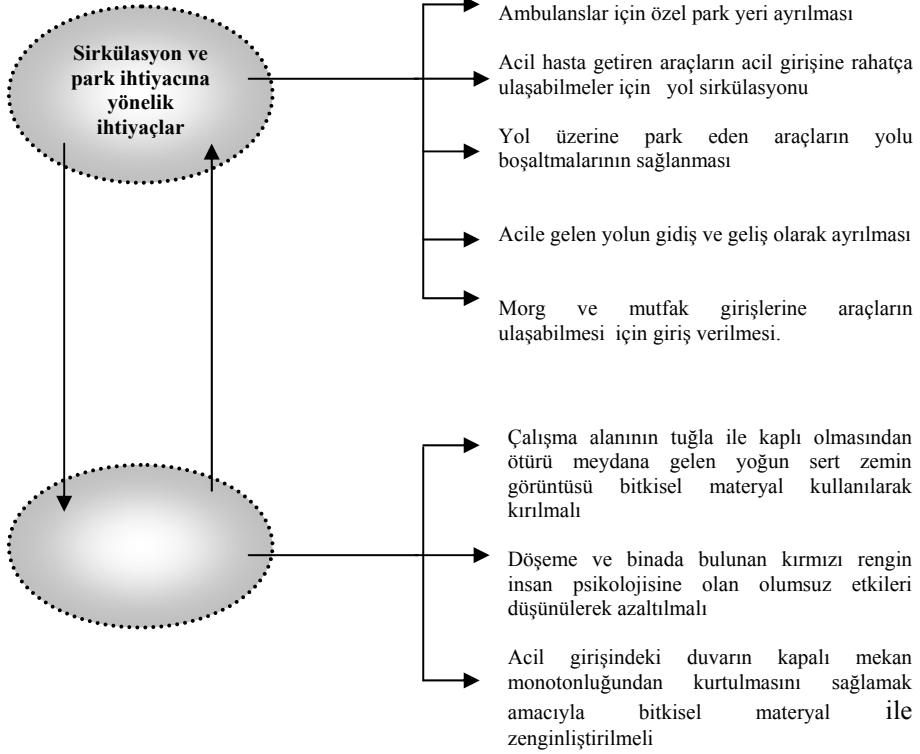 Sirkülasyon ve
park ihtiyacına
yönelik
ihtiyaçlar
Ambulanslar için özel park yeri ayrılması
Acil hasta getiren araçların acil girişine rahatça
ulaşabilmeler için yol sirkülasyonu
Yol üzerine park eden araçların yolu
boşaltmalarının sağlanması
Acile gelen yolun gidiş ve geliş olarak ayrılması
Morg ve mutfak girişlerine araçların
ulaşabilmesi için giriş verilmesi.
Çalışma alanının tuğla ile kaplı olmasından
ötürü meydana gelen yoğun sert zemin
görüntüsü bitkisel materyal kullanılarak
kırılmalı
Döşeme ve binada bulunan kırmızı rengin
insan psikolojisine olan olumsuz etkileri
düşünülerek azaltılmalı
Acil girişindeki duvarın kapalı mekan
monotonluğundan kurtulmasını sağlamak
amacıyla bitkisel materyal ile
zenginliştirilmeli